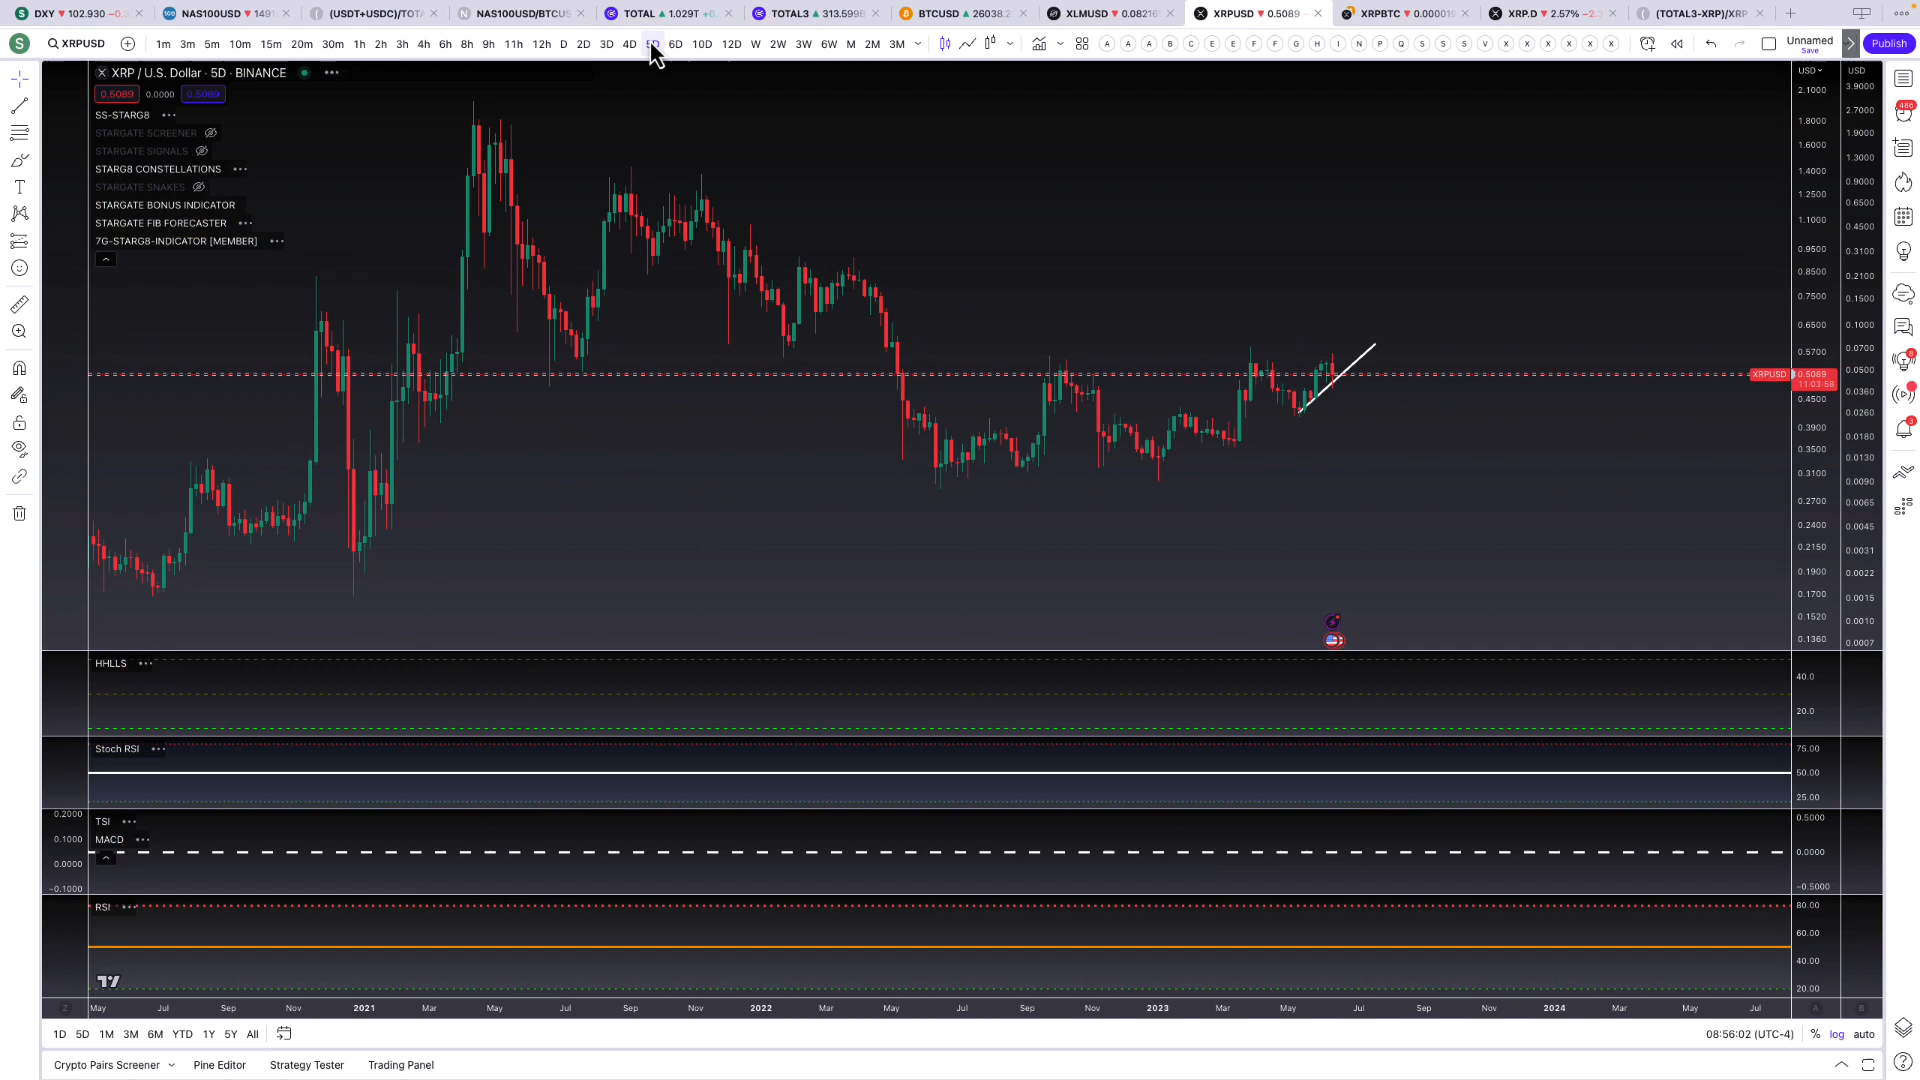 DXY ▼ 102.930 −0.
NAS100USD ▼ 1491
(USDT+USDC)/TOTA
NAS100USD/BTCUS
TOTAL ▲ 1.029T +0.
TOTAL3 ▲ 313.599B
BTCUSD ▲ 26038.2
XLMUSD ▼ 0.08216
XRPUSD ▼ 0.5089 −
XRPBTC ▼ 0.000019
XRP.D ▼ 2.57% −2.
(TOTAL3-XRP)/XRP
S XRPUSD 1m 3m 5m 10m 15m 20m 30m 1h 2h 3h 4h 6h 8h 9h 11h 12h D 2D 3D 4D 5D 6D 10D 12D W 2W 3W 6W M 2M 3M
A A A B C E E F F G H I N P Q S S S V X X X X X
Unnamed
Save
Publish
XRP / U.S. Dollar · 5D · BINANCE
0.5089 0.0000 0.5089
SS-STARG8
STARGATE SCREENER
STARGATE SIGNALS
STARG8 CONSTELLATIONS
STARGATE SNAKES
STARGATE BONUS INDICATOR
STARGATE FIB FORECASTER
7G-STARG8-INDICATOR [MEMBER]
USD
2.1000
1.8000
1.6000
1.4000
1.2500
1.1000
0.9500
0.8500
0.7500
0.6500
0.5700
XRPUSD 0.5089
11:03:58
0.4500
0.3900
0.3500
0.3100
0.2700
0.2400
0.2150
0.1900
0.1700
0.1520
0.1360
USD
3.9000
2.7000
1.9000
1.3000
0.9000
0.6500
0.4500
0.3100
0.2100
0.1500
0.1000
0.0700
0.0500
0.0360
0.0260
0.0180
0.0130
0.0090
0.0065
0.0045
0.0031
0.0022
0.0015
0.0010
0.0007
486
8
3
HHLLS
40.0
20.0
Stoch RSI
75.00
50.00
25.00
0.2000
0.1000
0.0000
−0.1000
TSI
MACD
0.5000
0.0000
−0.5000
RSI
80.00
60.00
40.00
20.00
Z May Jul Sep Nov 2021 Mar May Jul Sep Nov 2022 Mar May Jul Sep Nov 2023 Mar May Jul Sep Nov 2024 Mar May Jul A B
1D 5D 1M 3M 6M YTD 1Y 5Y All
08:56:02 (UTC-4) % log auto
Crypto Pairs Screener Pine Editor Strategy Tester Trading Panel